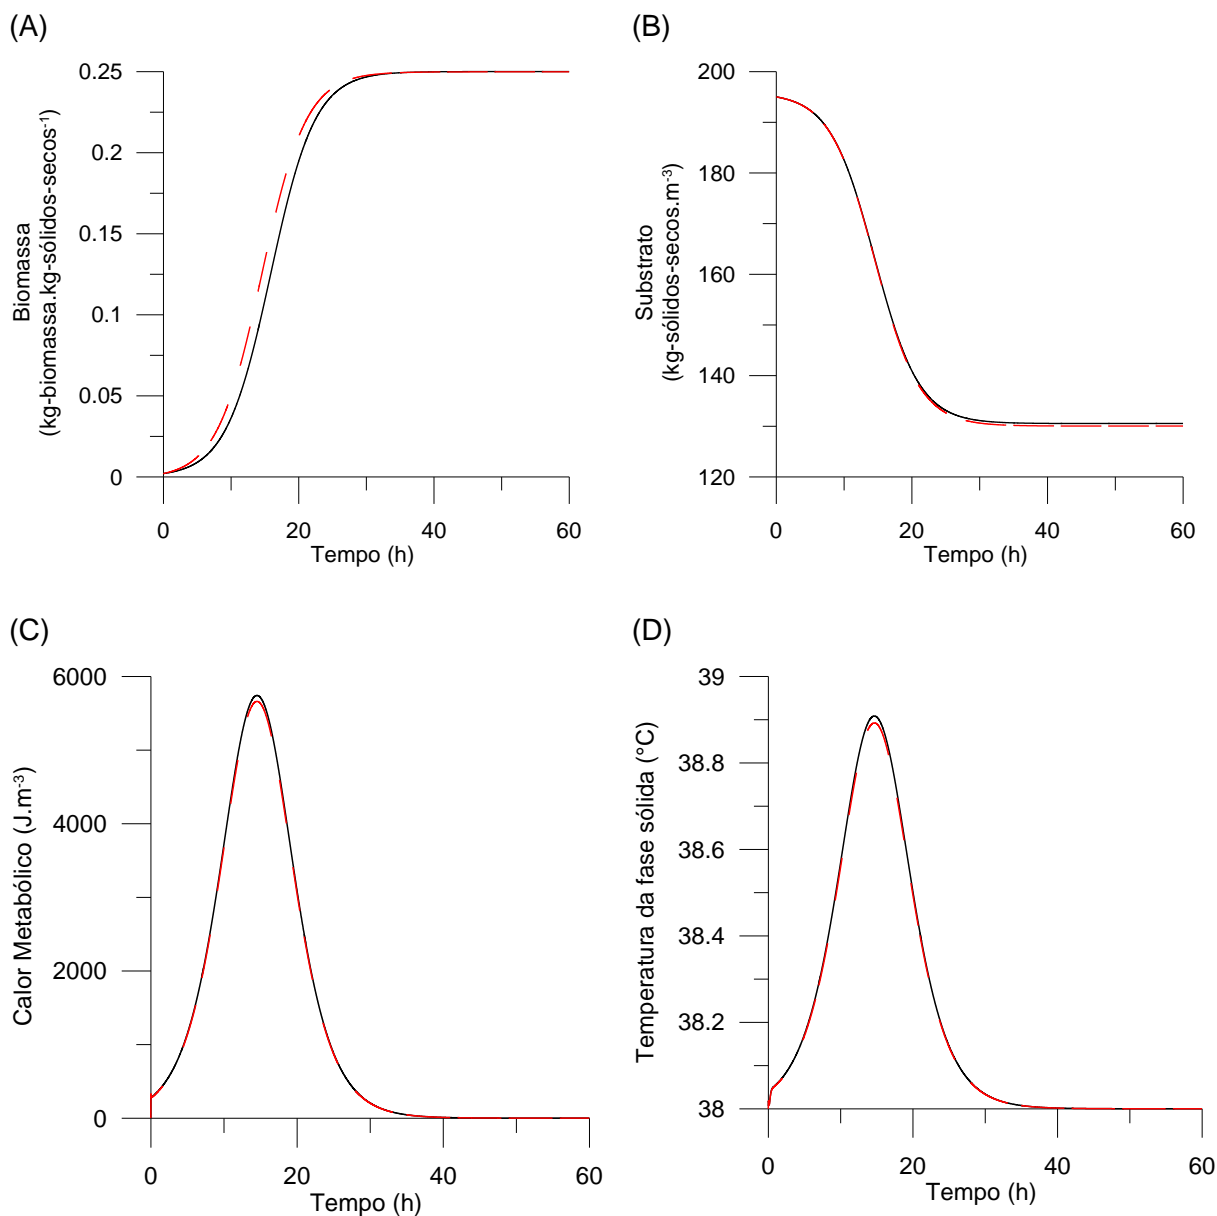 (A)
0.25
0.2
0.15
0.1
0.05
0
0
20
40
60
Tempo (h)
Biomassa
(kg-biomassa.kg-sólidos-secos⁻¹)
(B)
200
180
160
140
120
0
20
40
60
Tempo (h)
Substrato
(kg-sólidos-secos.m⁻³)
(C)
6000
4000
2000
0
0
20
40
60
Tempo (h)
Calor Metabólico (J.m⁻³)
(D)
39
38.8
38.6
38.4
38.2
38
0
20
40
60
Tempo (h)
Temperatura da fase sólida (°C)